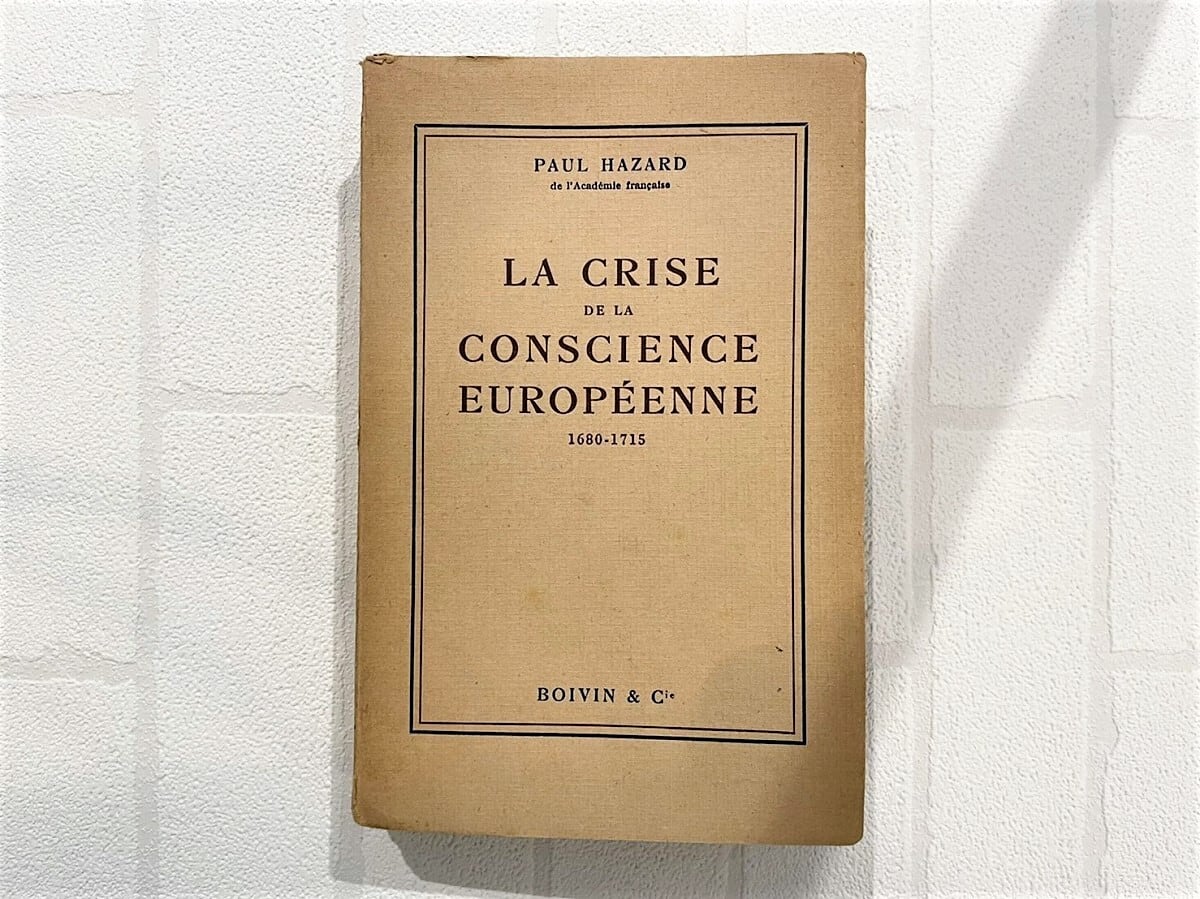 PAUL HAZARD
de l'Académie française
LA CRISE
DE LA
CONSCIENCE
EUROPÉENNE
1680-1715
BOIVIN & Cie